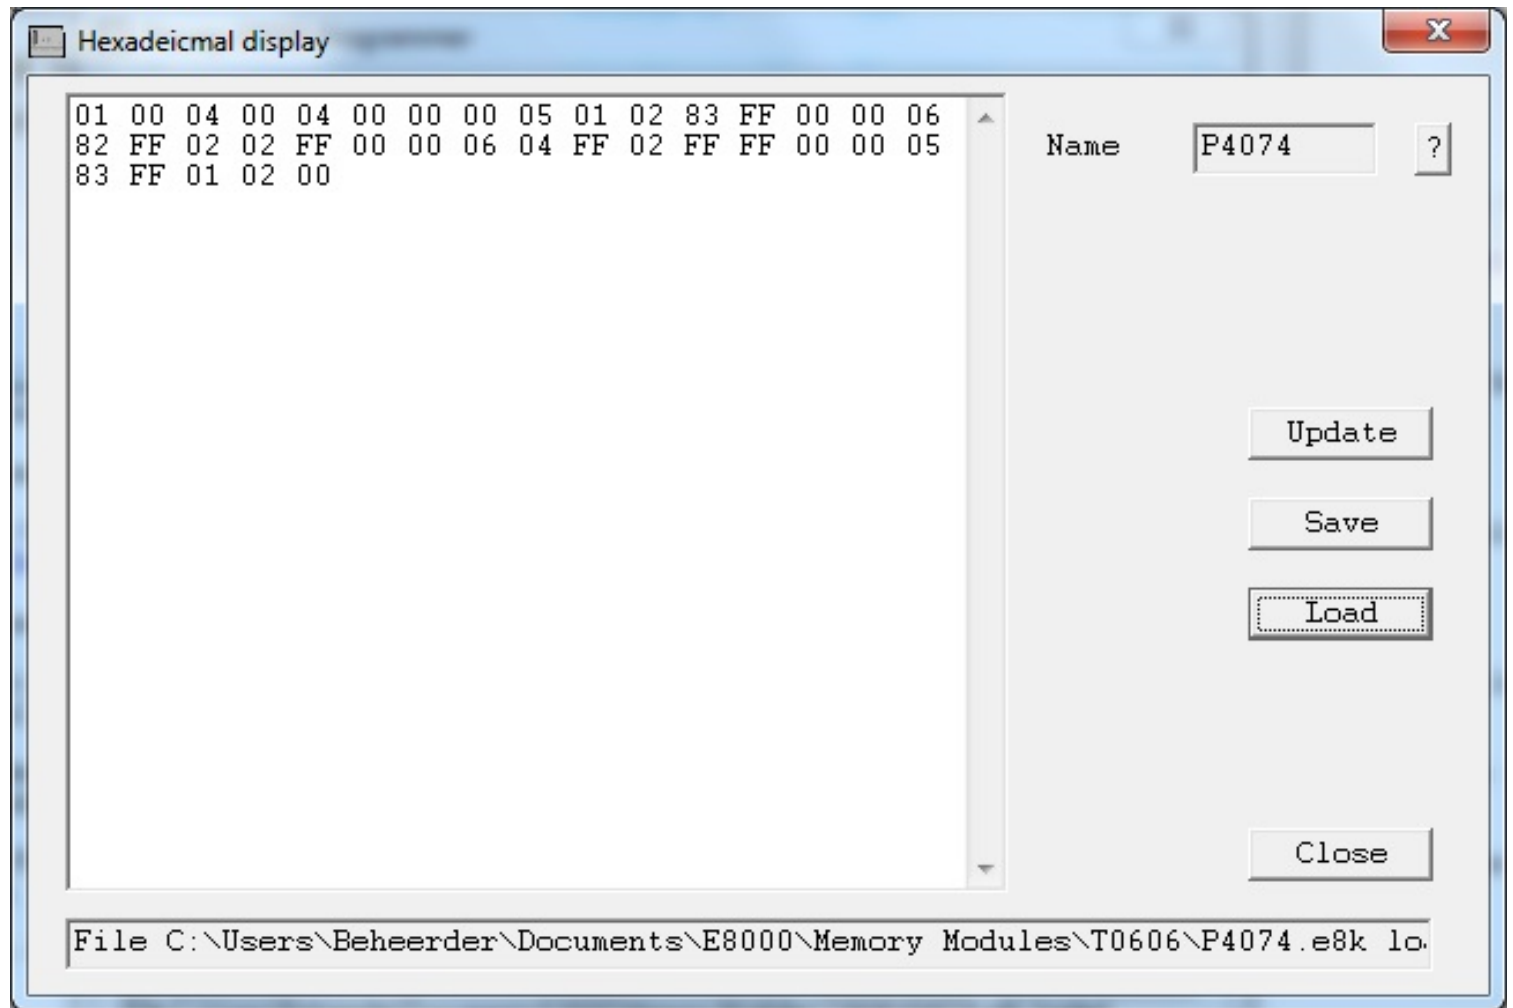 Hexadeicmal display
01 00 04 00 04 00 00 00 05 01 02 83 FF 00 00 06
82 FF 02 02 FF 00 00 06 04 FF 02 FF FF 00 00 05
83 FF 01 02 00
Name P4074 ?
Update
Save
Load
Close
File C:\Users\Beheerder\Documents\E8000\Memory Modules\T0606\P4074.e8k lo